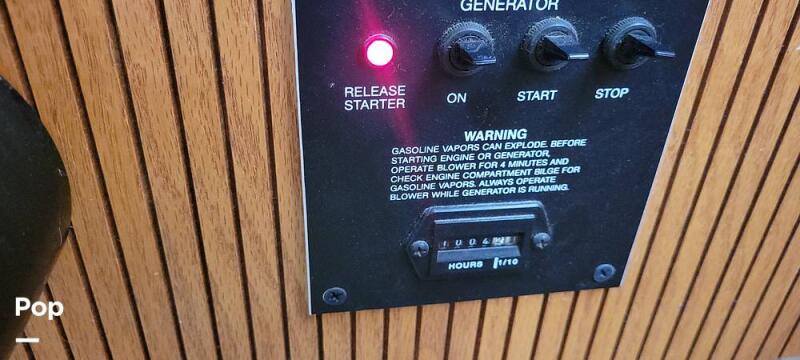 GENERATOR
RELEASE
STARTER
ON
START
STOP
WARNING
GASOLINE VAPORS CAN EXPLODE. BEFORE
STARTING ENGINE OR GENERATOR,
OPERATE BLOWER FOR 4 MINUTES AND
CHECK ENGINE COMPARTMENT BILGE FOR
GASOLINE VAPORS. ALWAYS OPERATE
BLOWER WHILE GENERATOR IS RUNNING.
HOURS 1/10
Pop